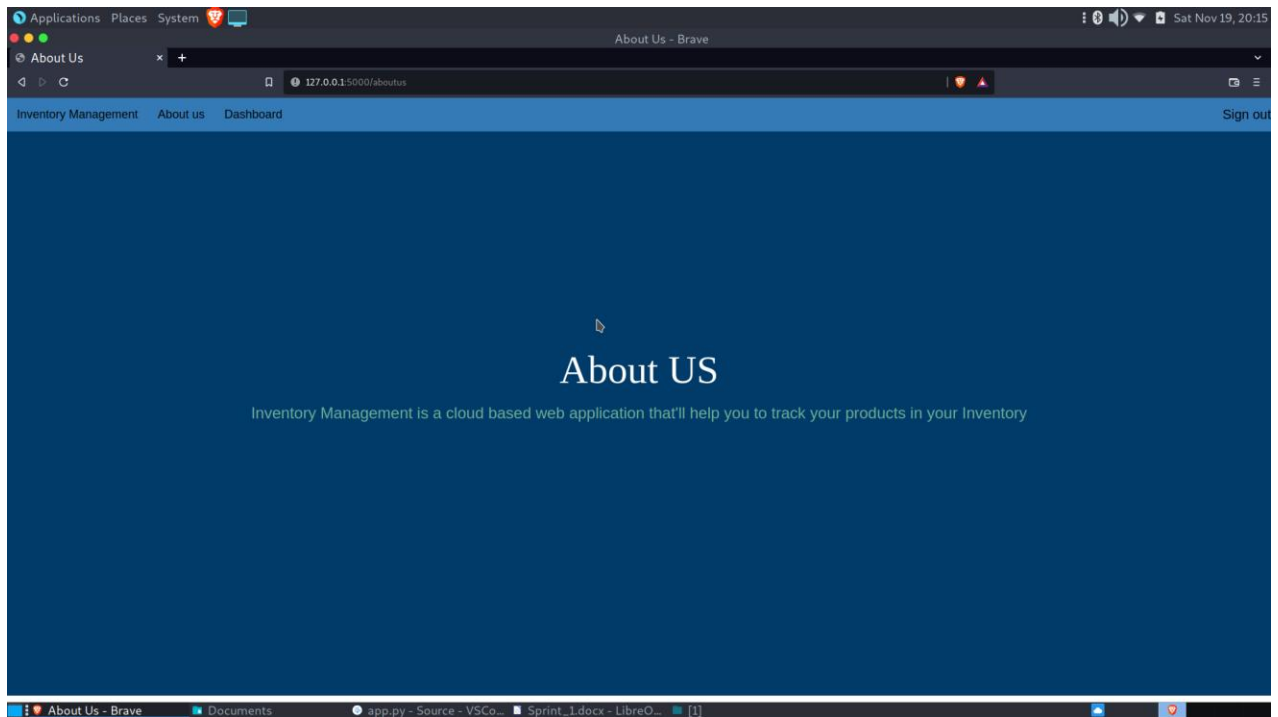 Applications Places System Sat Nov 19, 20:15
About Us - Brave
About Us × +
127.0.0.1:5000/aboutus
Inventory Management About us Dashboard Sign out
About US
Inventory Management is a cloud based web application that'll help you to track your products in your Inventory
About Us - Brave Documents app.py - Source - VSCo... Sprint_1.docx - LibreO... [1]